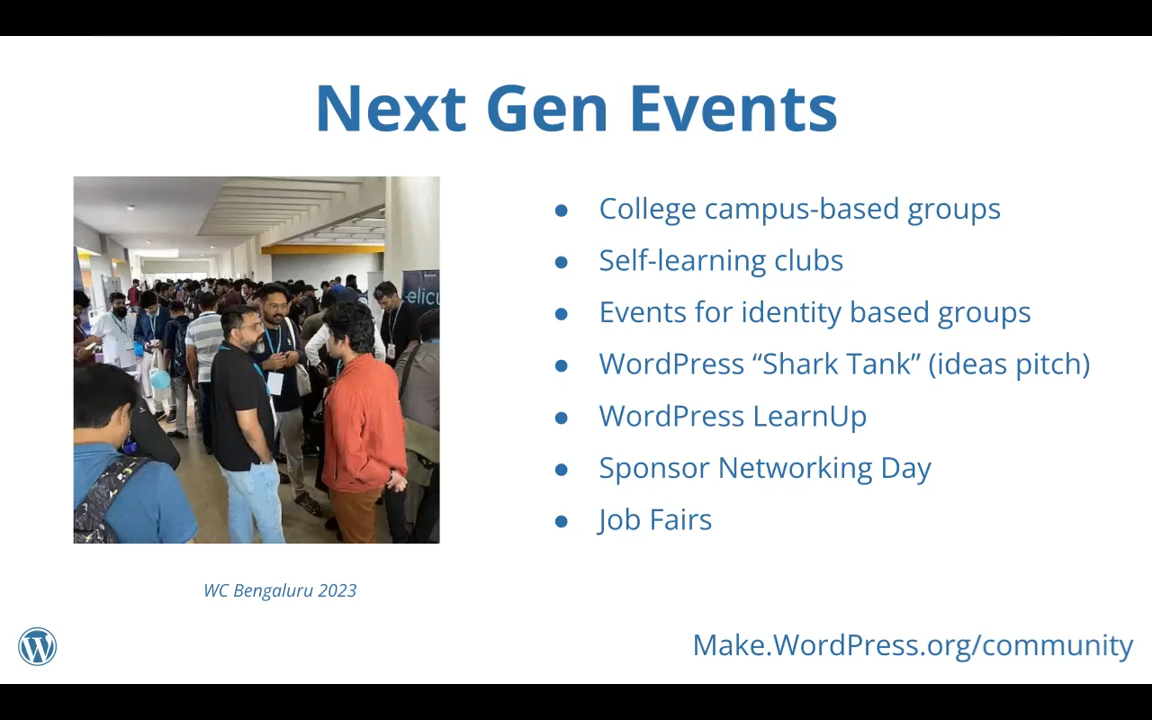 Next Gen Events
College campus-based groups
Self-learning clubs
Events for identity based groups
WordPress “Shark Tank” (ideas pitch)
WordPress LearnUp
Sponsor Networking Day
Job Fairs
WC Bengaluru 2023
Make.WordPress.org/community